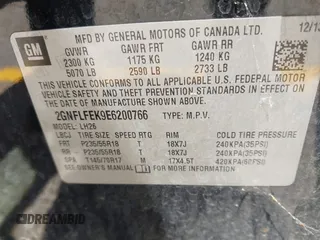 MFD BY GENERAL MOTORS OF CANADA LTD.
12/13
GM
GVWR GAWR FRT GAWR RR
2300 KG 1175 KG 1240 KG
5070 LB 2590 LB 2733 LB
THIS VEHICLE CONFORMS TO ALL APPLICABLE U.S. FEDERAL MOTOR
VEHICLE SAFETY, BUMPER, AND THEFT PREVENTION STANDARDS IN
EFFECT ON THE DATE OF MANUFACTURE SHOWN ABOVE.
2GNFLFEK9E6200766 TYPE: M.P.V.
MODEL: LH26
TIRE SIZE SPEED RTG RIM COLD TIRE PRESSURE
FRT P235/55R18 T 18X7J 240KPA(35PSI)
RR P235/55R18 T 18X7J 240KPA(35PSI)
SPA T145/70R17 M 17X4.5T 420KPA(60PSI)
SEE OWNER'S MANUAL FOR ADDITIONAL INFORMATION.
DREAMBID